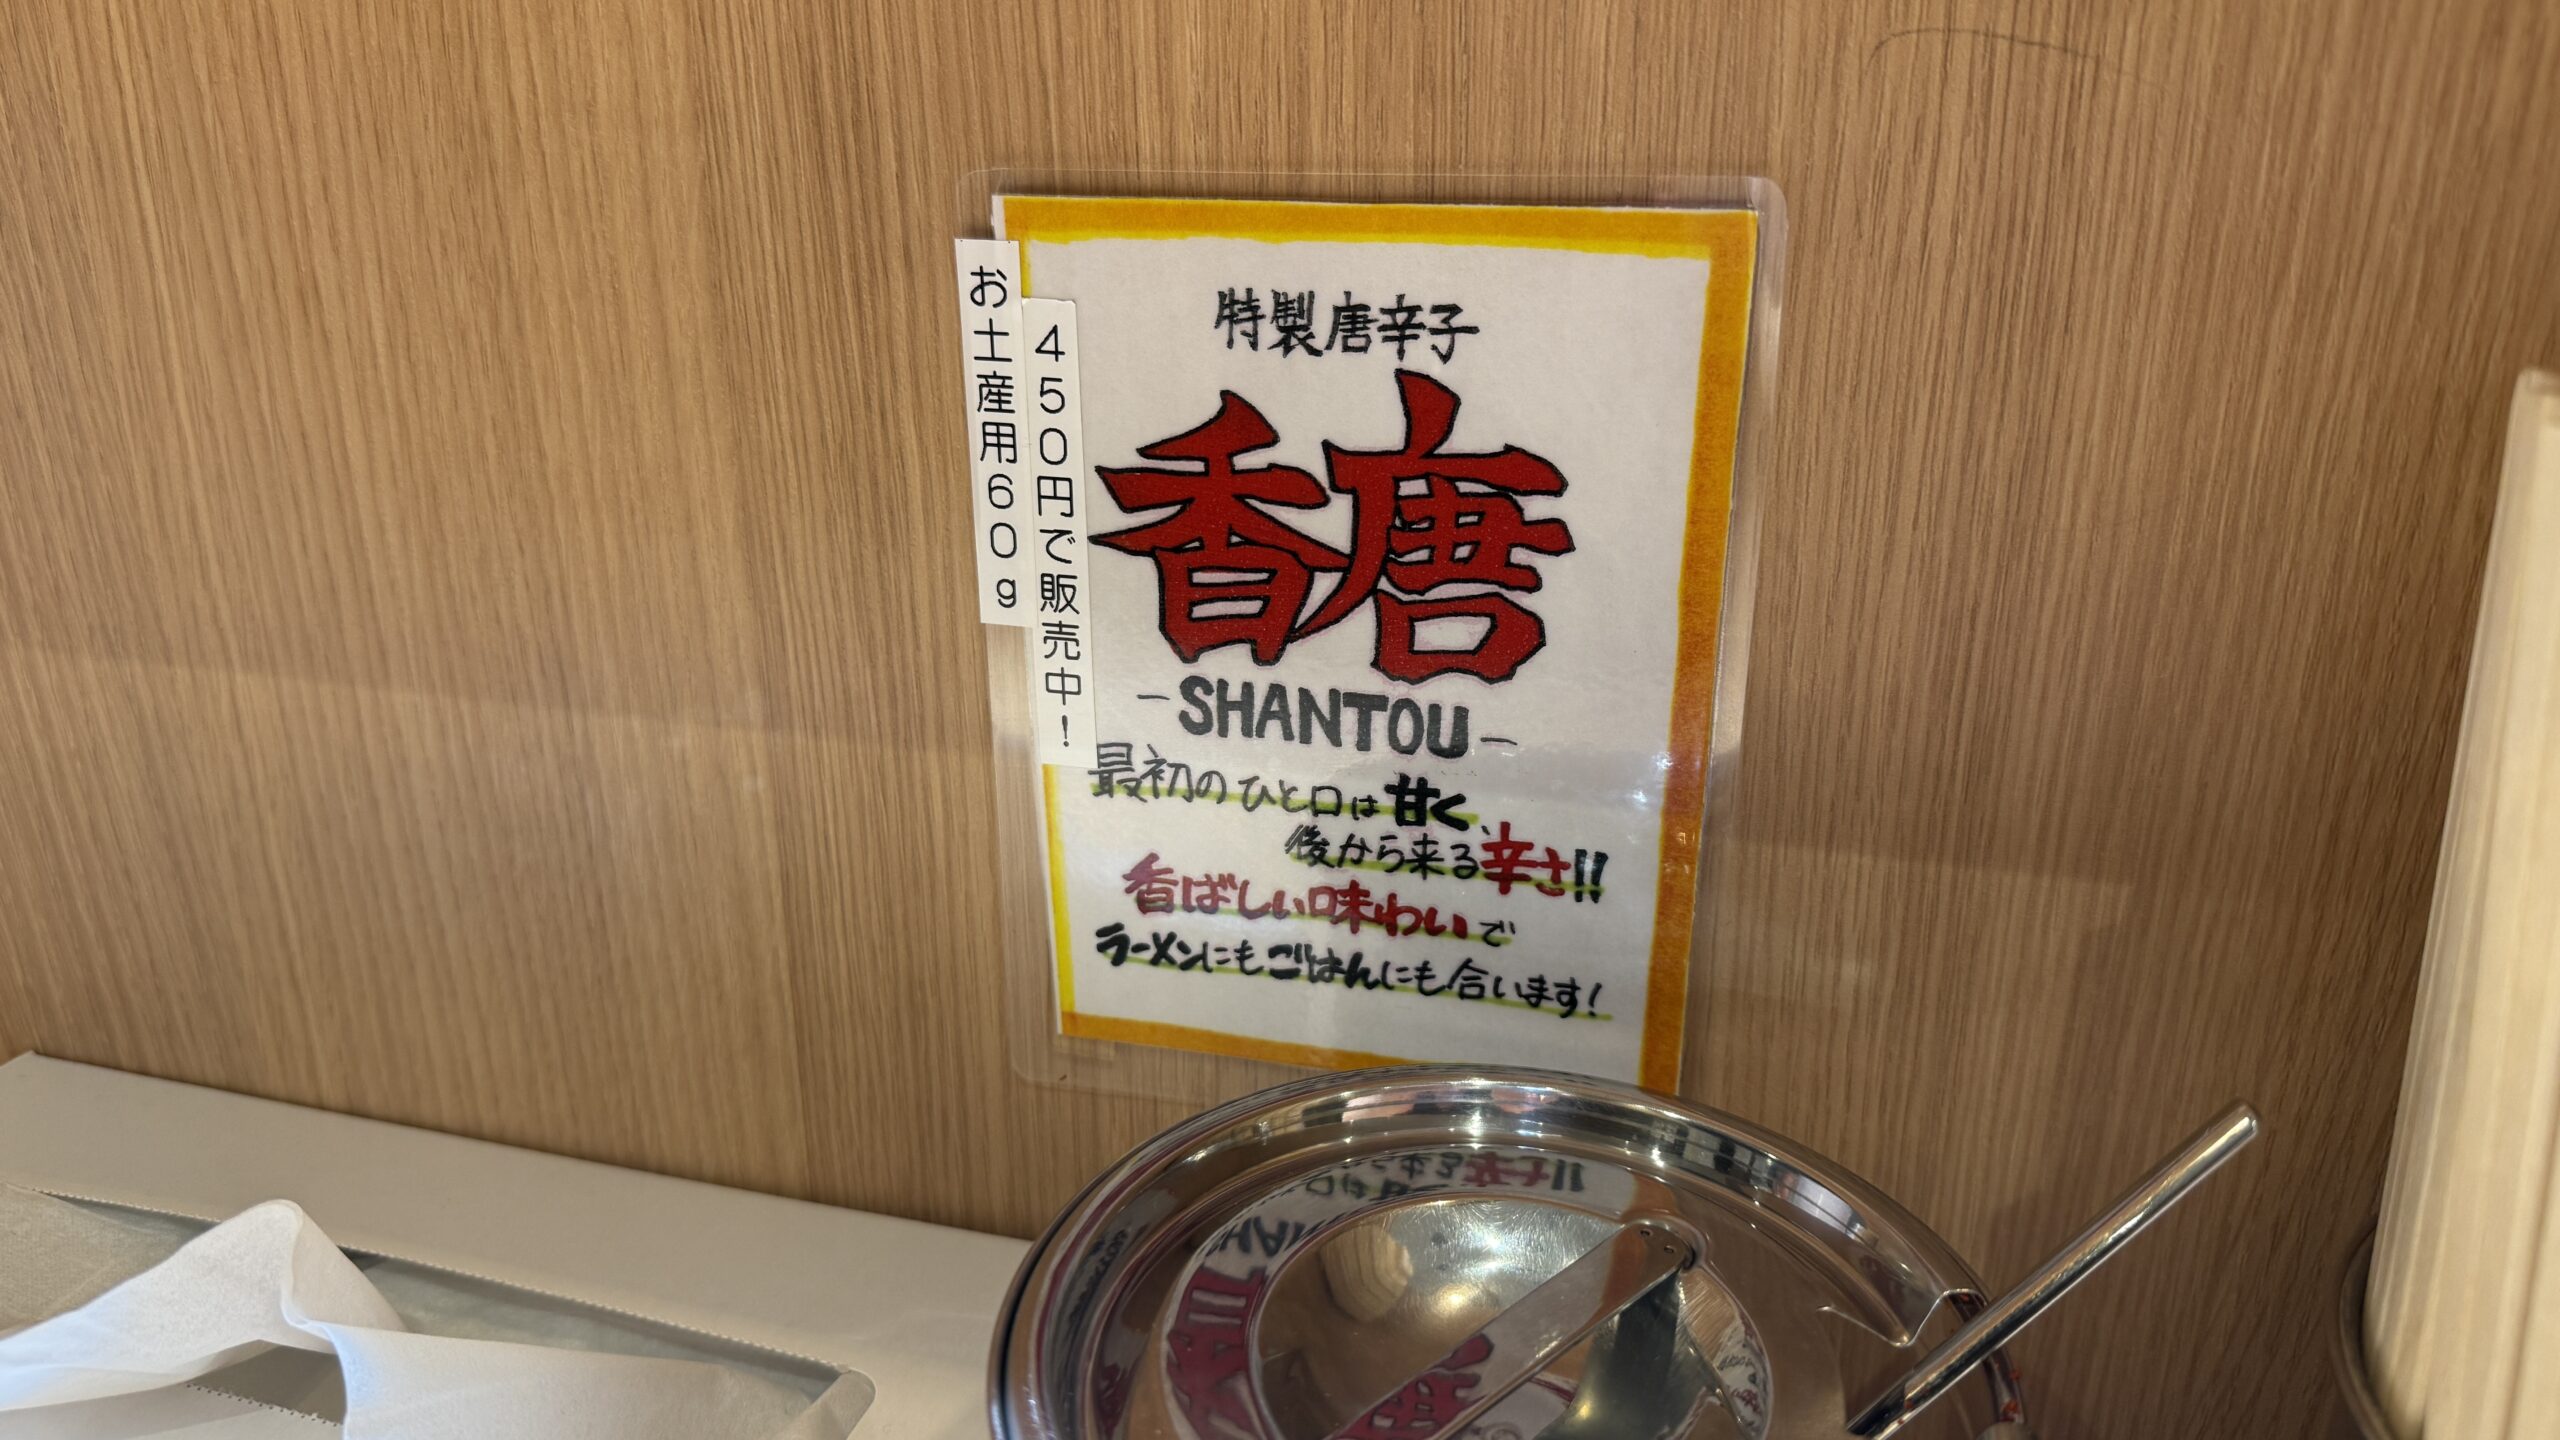 お土産用60g
450円で販売中!
特製唐辛子
香唐
-SHANTOU-
最初のひと口は甘く、
後から来る辛さ!!
香ばしい味わいで
ラーメンにもごはんにも合います!